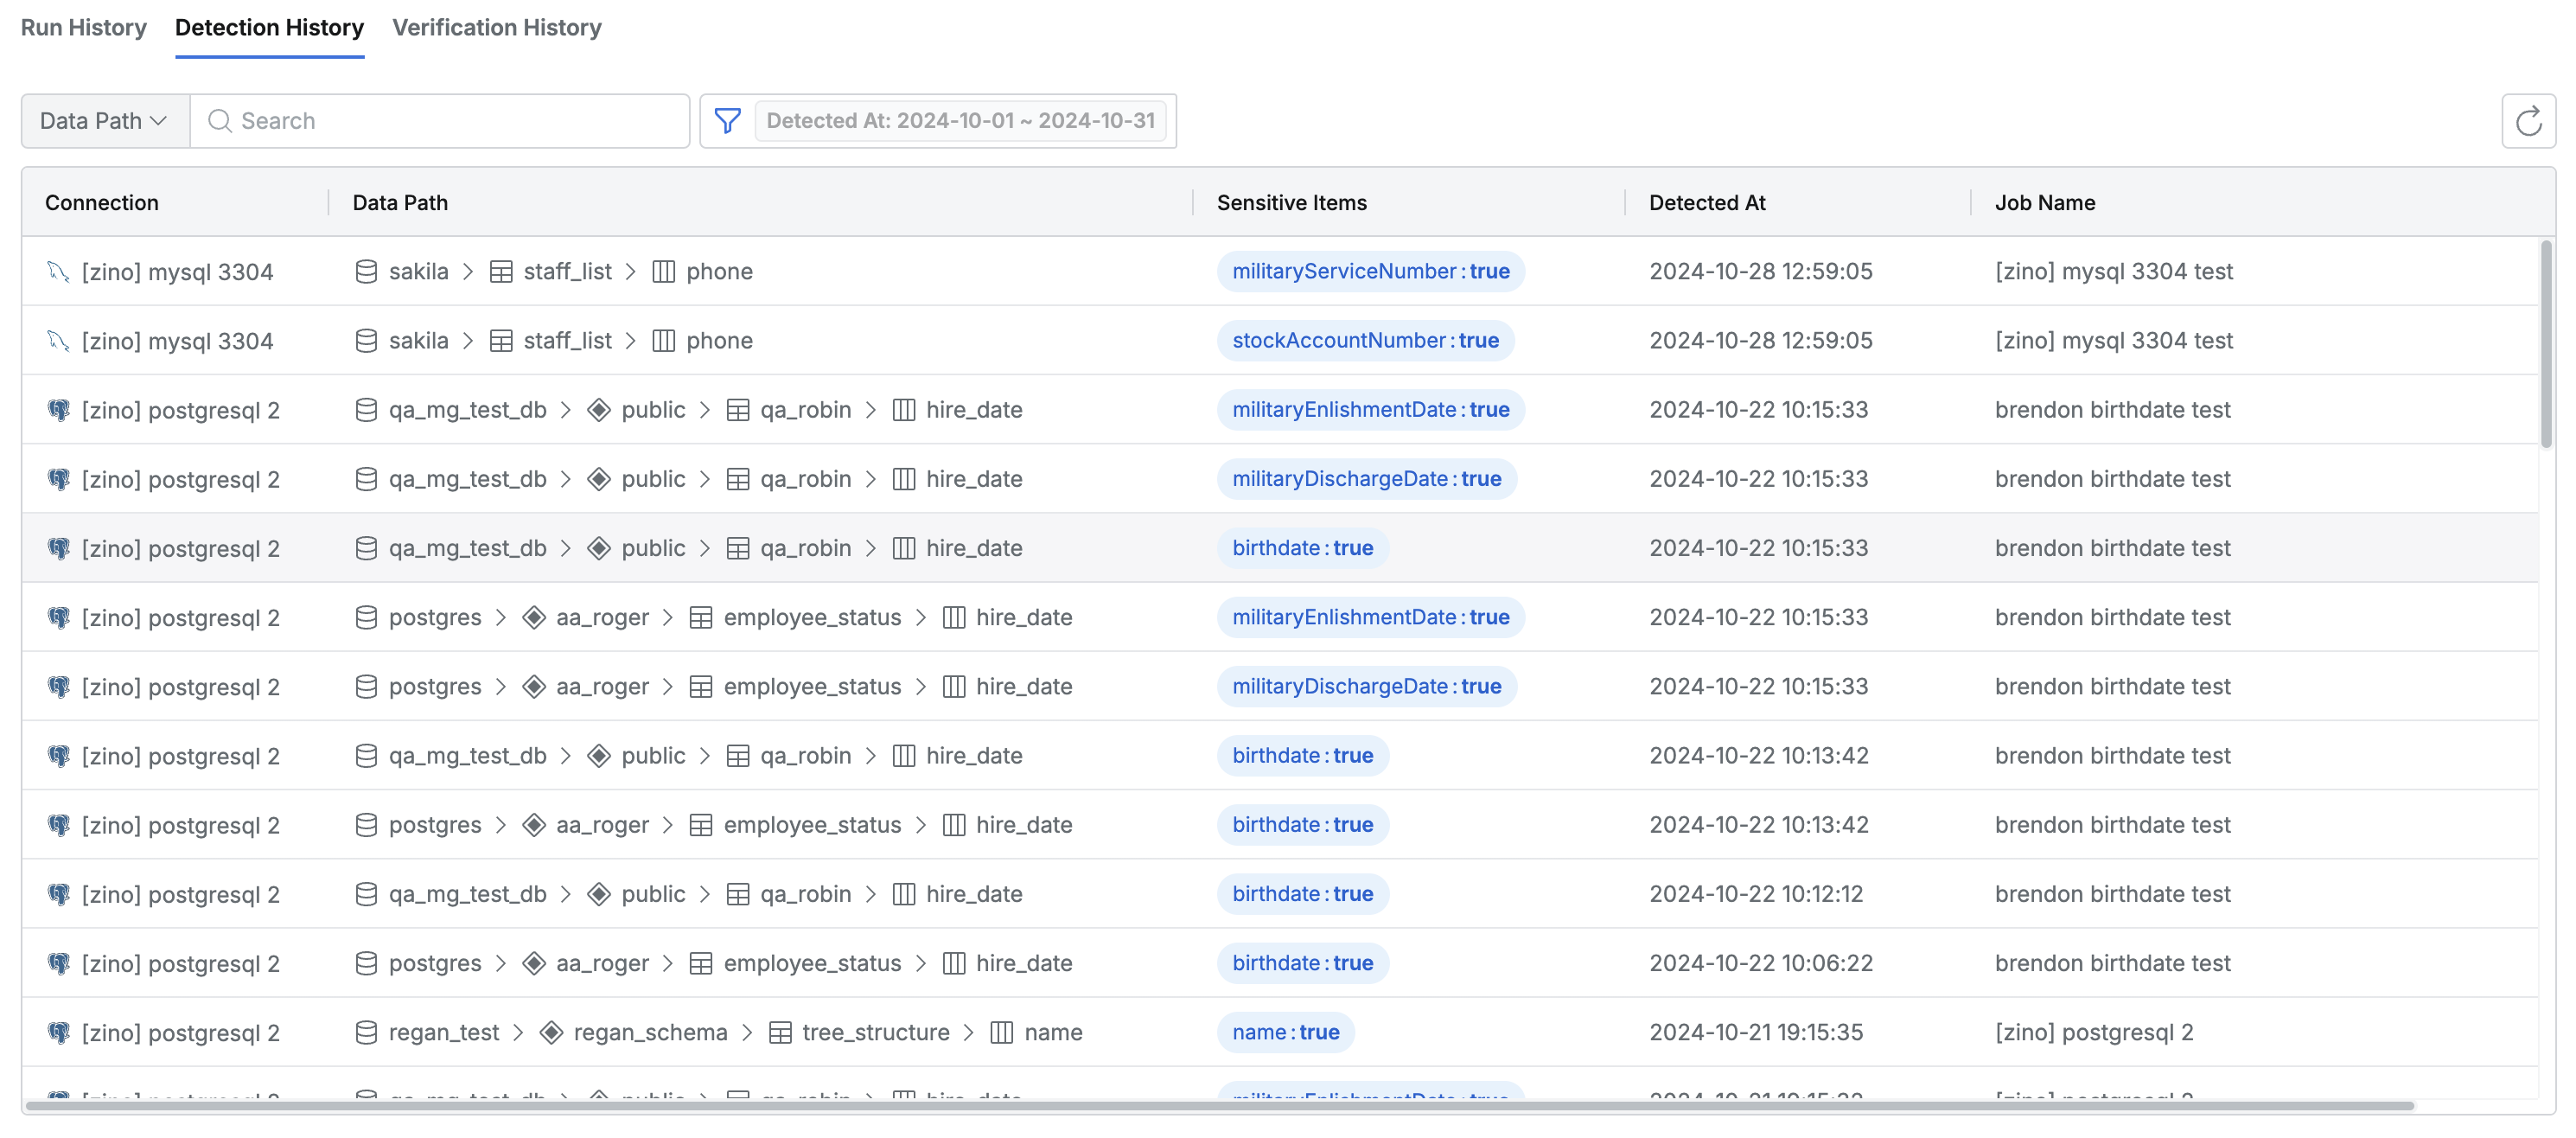 Run History Detection History Verification History
Data Path Search Detected At: 2024-10-01 ~ 2024-10-31
Connection Data Path Sensitive Items Detected At Job Name
[zino] mysql 3304 sakila staff_list phone militaryServiceNumber:true 2024-10-28 12:59:05 [zino] mysql 3304 test
[zino] mysql 3304 sakila staff_list phone stockAccountNumber:true 2024-10-28 12:59:05 [zino] mysql 3304 test
[zino] postgresql 2 qa_mg_test_db public qa_robin hire_date militaryEnlishmentDate:true 2024-10-22 10:15:33 brendon birthdate test
[zino] postgresql 2 qa_mg_test_db public qa_robin hire_date militaryDischargeDate:true 2024-10-22 10:15:33 brendon birthdate test
[zino] postgresql 2 qa_mg_test_db public qa_robin hire_date birthdate:true 2024-10-22 10:15:33 brendon birthdate test
[zino] postgresql 2 postgres aa_roger employee_status hire_date militaryEnlishmentDate:true 2024-10-22 10:15:33 brendon birthdate test
[zino] postgresql 2 postgres aa_roger employee_status hire_date militaryDischargeDate:true 2024-10-22 10:15:33 brendon birthdate test
[zino] postgresql 2 qa_mg_test_db public qa_robin hire_date birthdate:true 2024-10-22 10:13:42 brendon birthdate test
[zino] postgresql 2 postgres aa_roger employee_status hire_date birthdate:true 2024-10-22 10:13:42 brendon birthdate test
[zino] postgresql 2 qa_mg_test_db public qa_robin hire_date birthdate:true 2024-10-22 10:12:12 brendon birthdate test
[zino] postgresql 2 postgres aa_roger employee_status hire_date birthdate:true 2024-10-22 10:06:22 brendon birthdate test
[zino] postgresql 2 regan_test regan_schema tree_structure name name:true 2024-10-21 19:15:35 [zino] postgresql 2